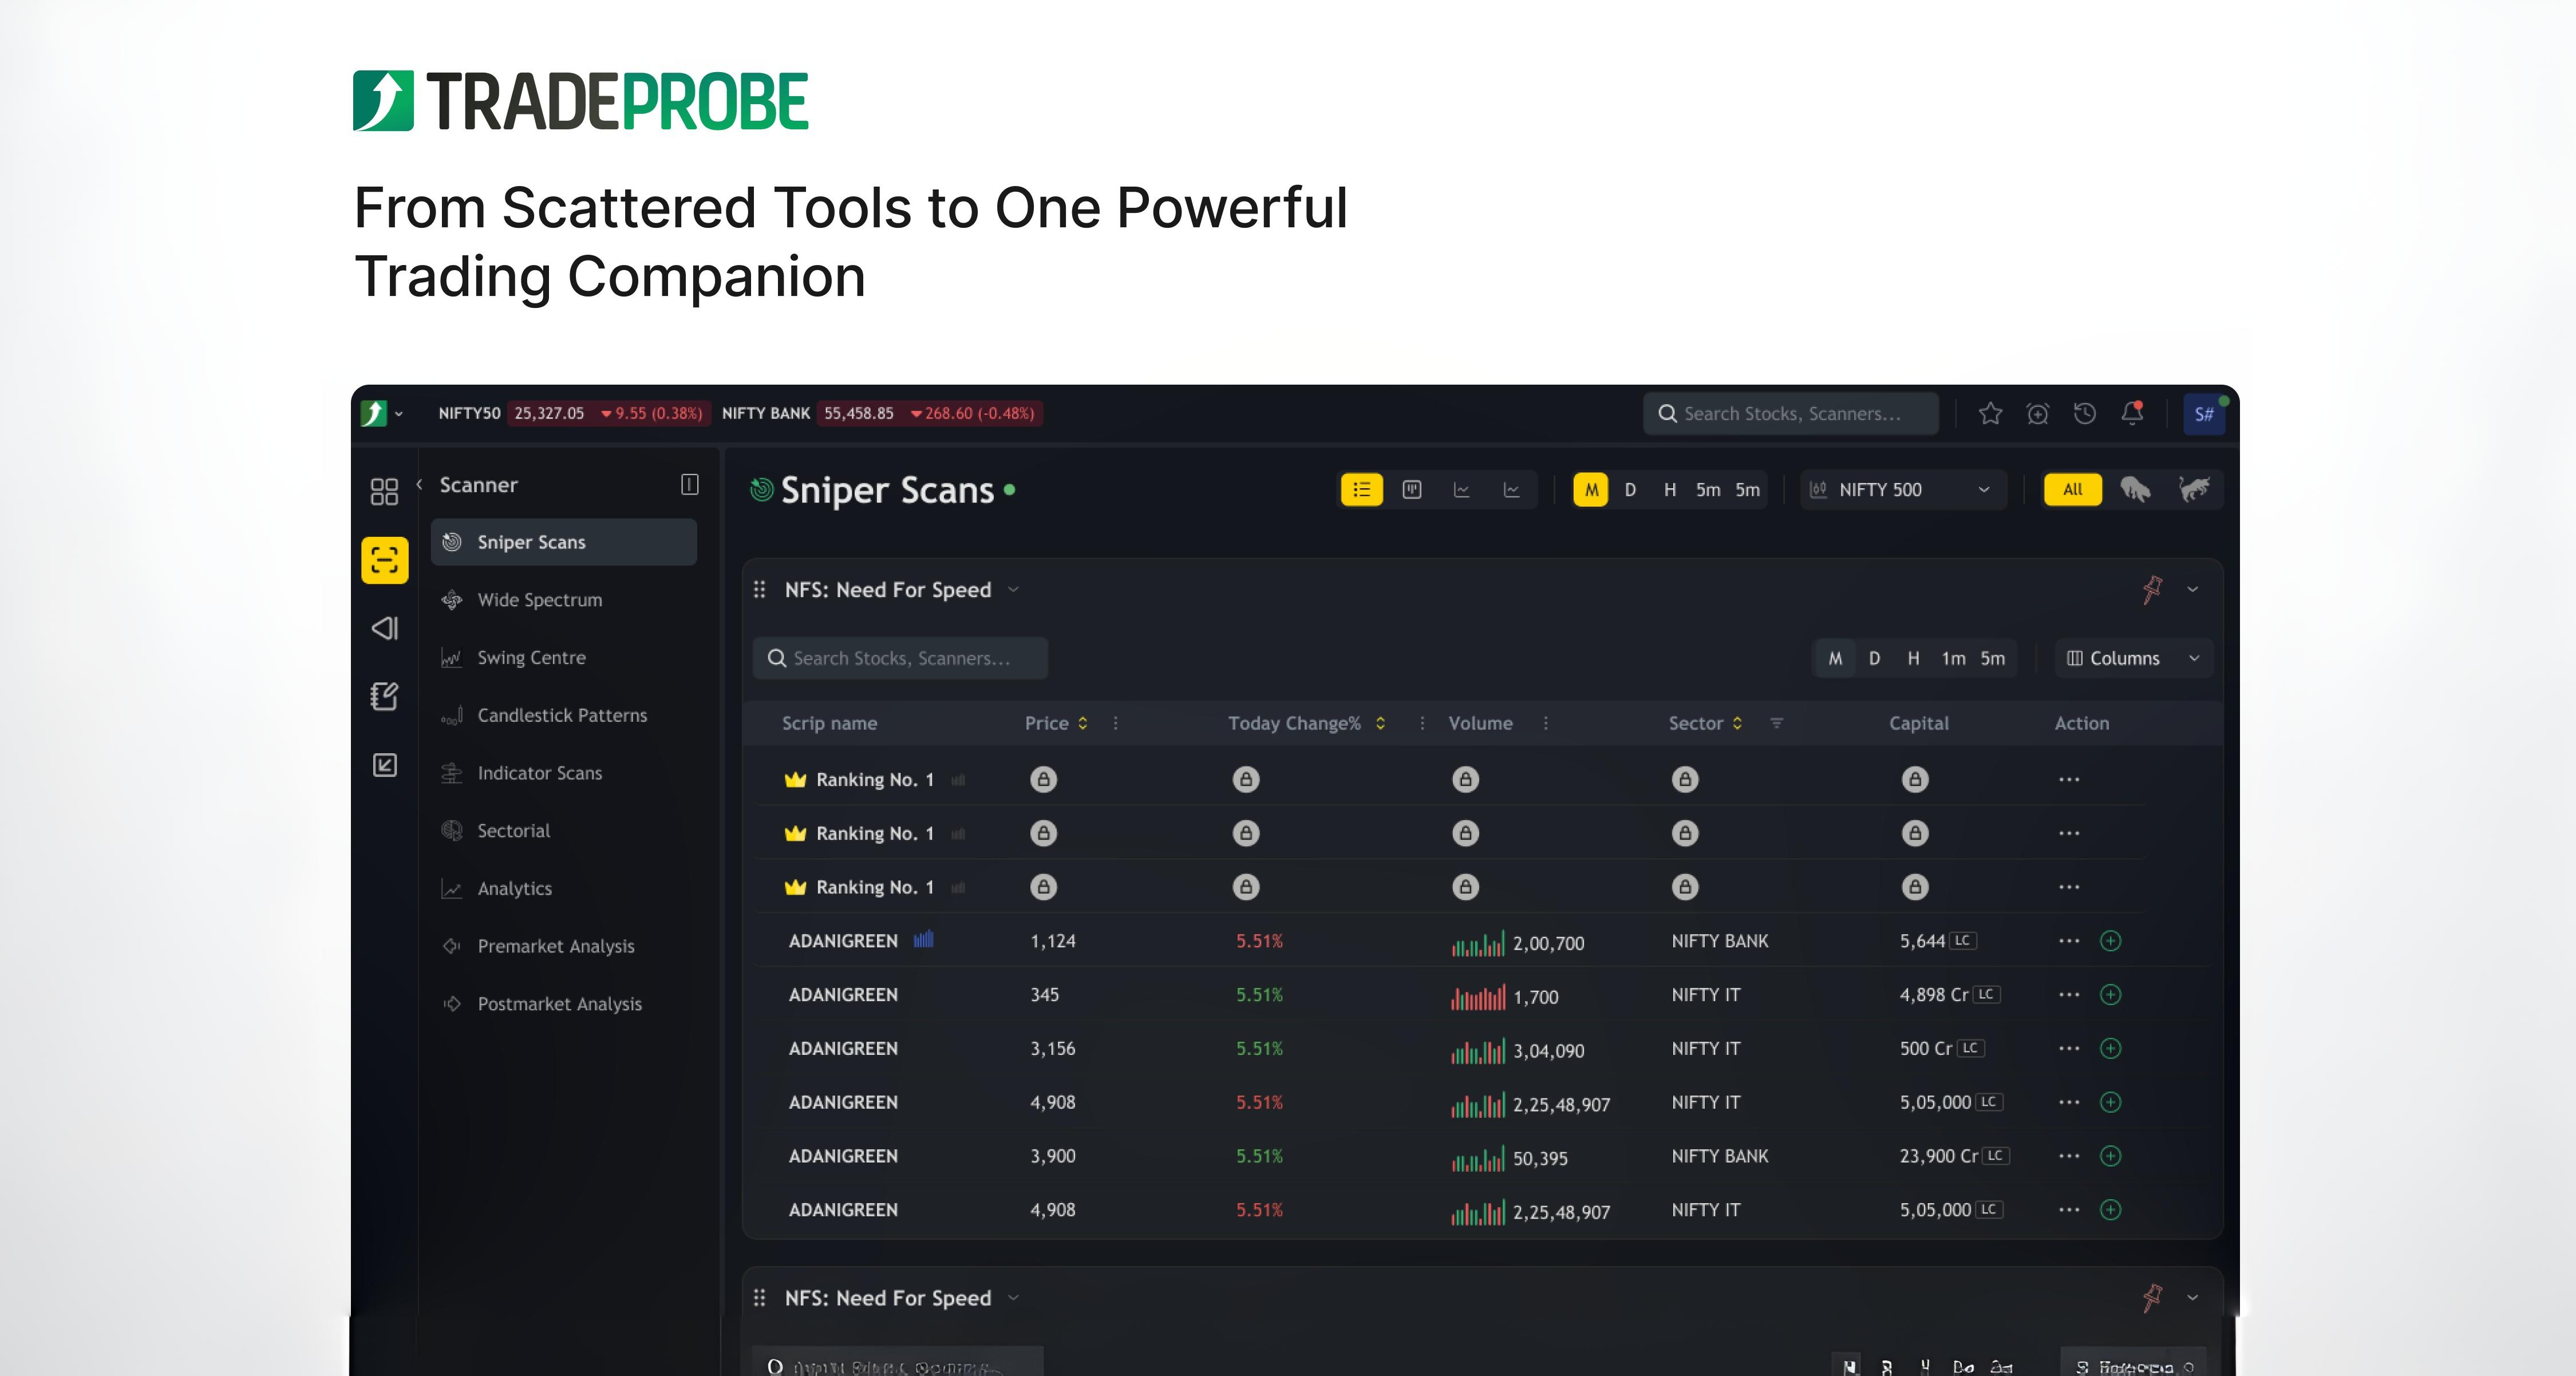 TRADEPROBE
From Scattered Tools to One Powerful
Trading Companion
NIFTY50 25,327.05 ▼9.55 (0.38%) NIFTY BANK 55,458.85 ▼268.60 (-0.48%) Search Stocks, Scanners... S#
Scanner
Sniper Scans
Wide Spectrum
Swing Centre
Candlestick Patterns
Indicator Scans
Sectorial
Analytics
Premarket Analysis
Postmarket Analysis
Sniper Scans M D H 5m 5m NIFTY 500 All
NFS: Need For Speed
Search Stocks, Scanners... M D H 1m 5m Columns
Scrip name Price Today Change% Volume Sector Capital Action
Ranking No. 1 ...
Ranking No. 1 ...
Ranking No. 1 ...
ADANIGREEN 1,124 5.51% 2,00,700 NIFTY BANK 5,644 LC ...
ADANIGREEN 345 5.51% 1,700 NIFTY IT 4,898 Cr LC ...
ADANIGREEN 3,156 5.51% 3,04,090 NIFTY IT 500 Cr LC ...
ADANIGREEN 4,908 5.51% 2,25,48,907 NIFTY IT 5,05,000 LC ...
ADANIGREEN 3,900 5.51% 50,395 NIFTY BANK 23,900 Cr LC ...
ADANIGREEN 4,908 5.51% 2,25,48,907 NIFTY IT 5,05,000 LC ...
NFS: Need For Speed